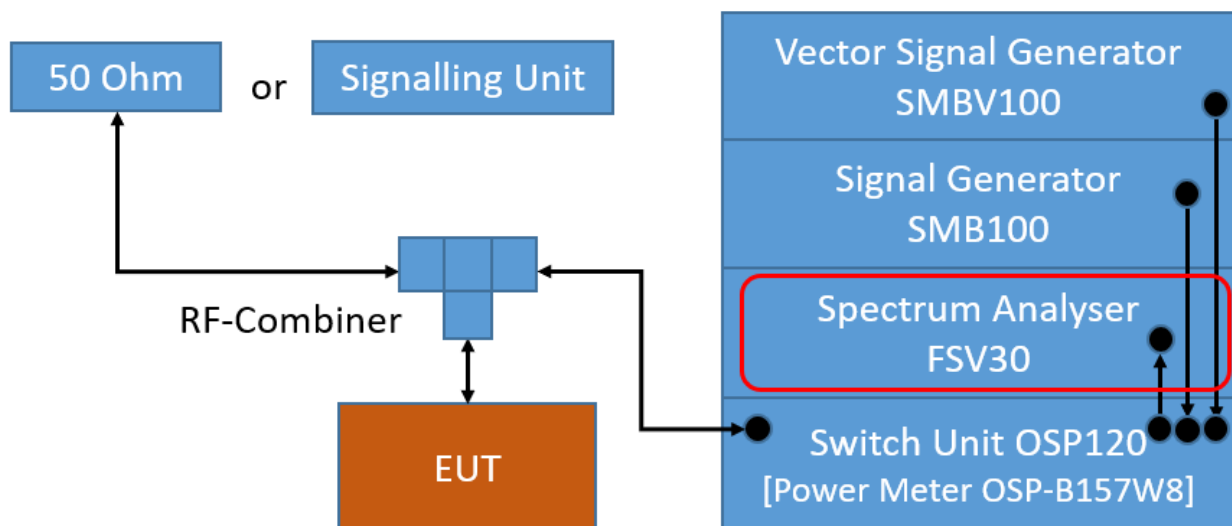 50 Ohm
or
Signalling Unit
RF-Combiner
EUT
Vector Signal Generator
SMBV100
Signal Generator
SMB100
Spectrum Analyser
FSV30
Switch Unit OSP120
[Power Meter OSP-B157W8]